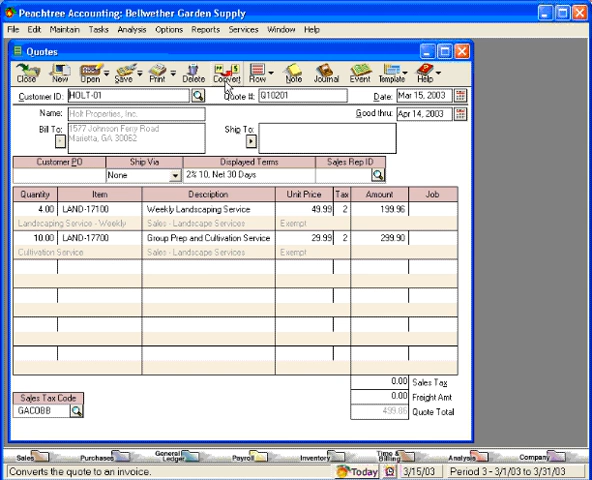 Peachtree Accounting: Bellwether Garden Supply
File Edit Maintain Tasks Analysis Options Reports Services Window Help
Quotes
Close New Open Save Print Delete Convert Row Note Journal Event Template Help
Customer ID: HOLT-01 Quote #: Q10201 Date: Mar 15, 2003
Name: Holt Properties, Inc. Good thru: Apr 14, 2003
Bill To: 1577 Johnson Ferry Road Ship To:
Marietta, GA 30062
Customer PO Ship Via Displayed Terms Sales Rep ID
None 2% 10, Net 30 Days
Quantity Item Description Unit Price Tax Amount Job
4.00 LAND-17100 Weekly Landscaping Service 49.99 2 199.96
Landscaping Service - Weekly Sales - Landscape Services Exempt
10.00 LAND-17700 Group Prep and Cultivation Service 29.99 2 299.90
Cultivation Service Sales - Landscape Services Exempt
0.00 Sales Tax
Sales Tax Code 0.00 Freight Amt
GACOBB 499.86 Quote Total
Sales Purchases General Ledger Payroll Inventory Time & Billing Analysis Company
Converts the quote to an invoice. Today 3/15/03 Period 3 - 3/1/03 to 3/31/03